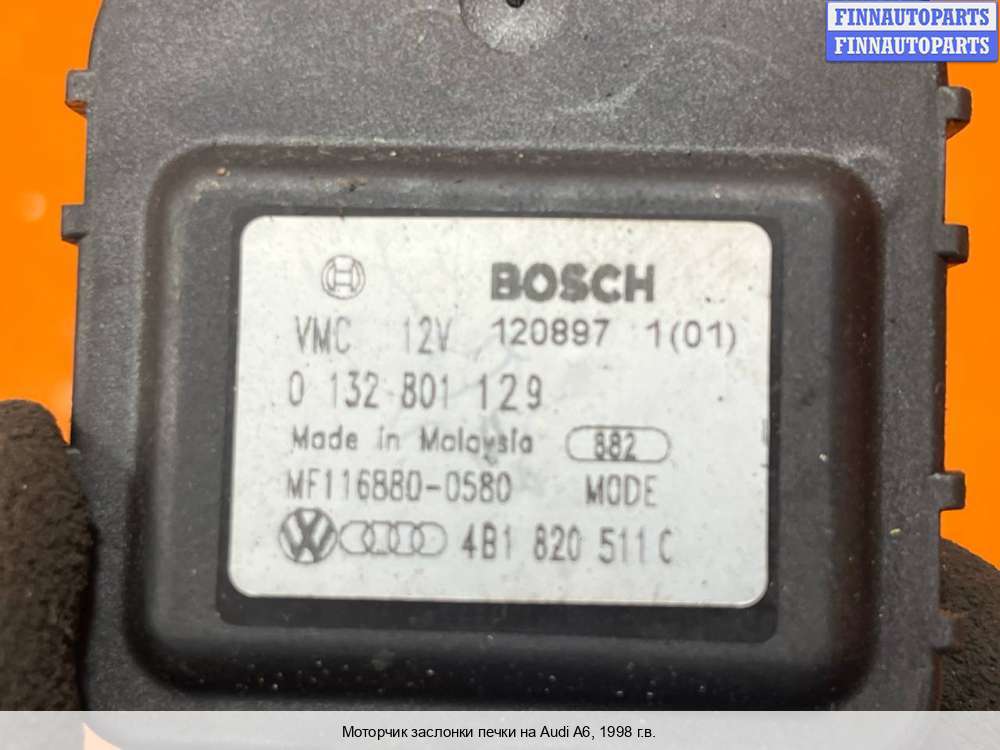 FINNAUTOPARTS
FINNAUTOPARTS
BOSCH
VMC 12V 120897 1(01)
0 132 801 129
Made in Malaysia 882
MF116880-0580 MODE
4B1 820 511 C
Моторчик заслонки печки на Audi A6, 1998 г.в.